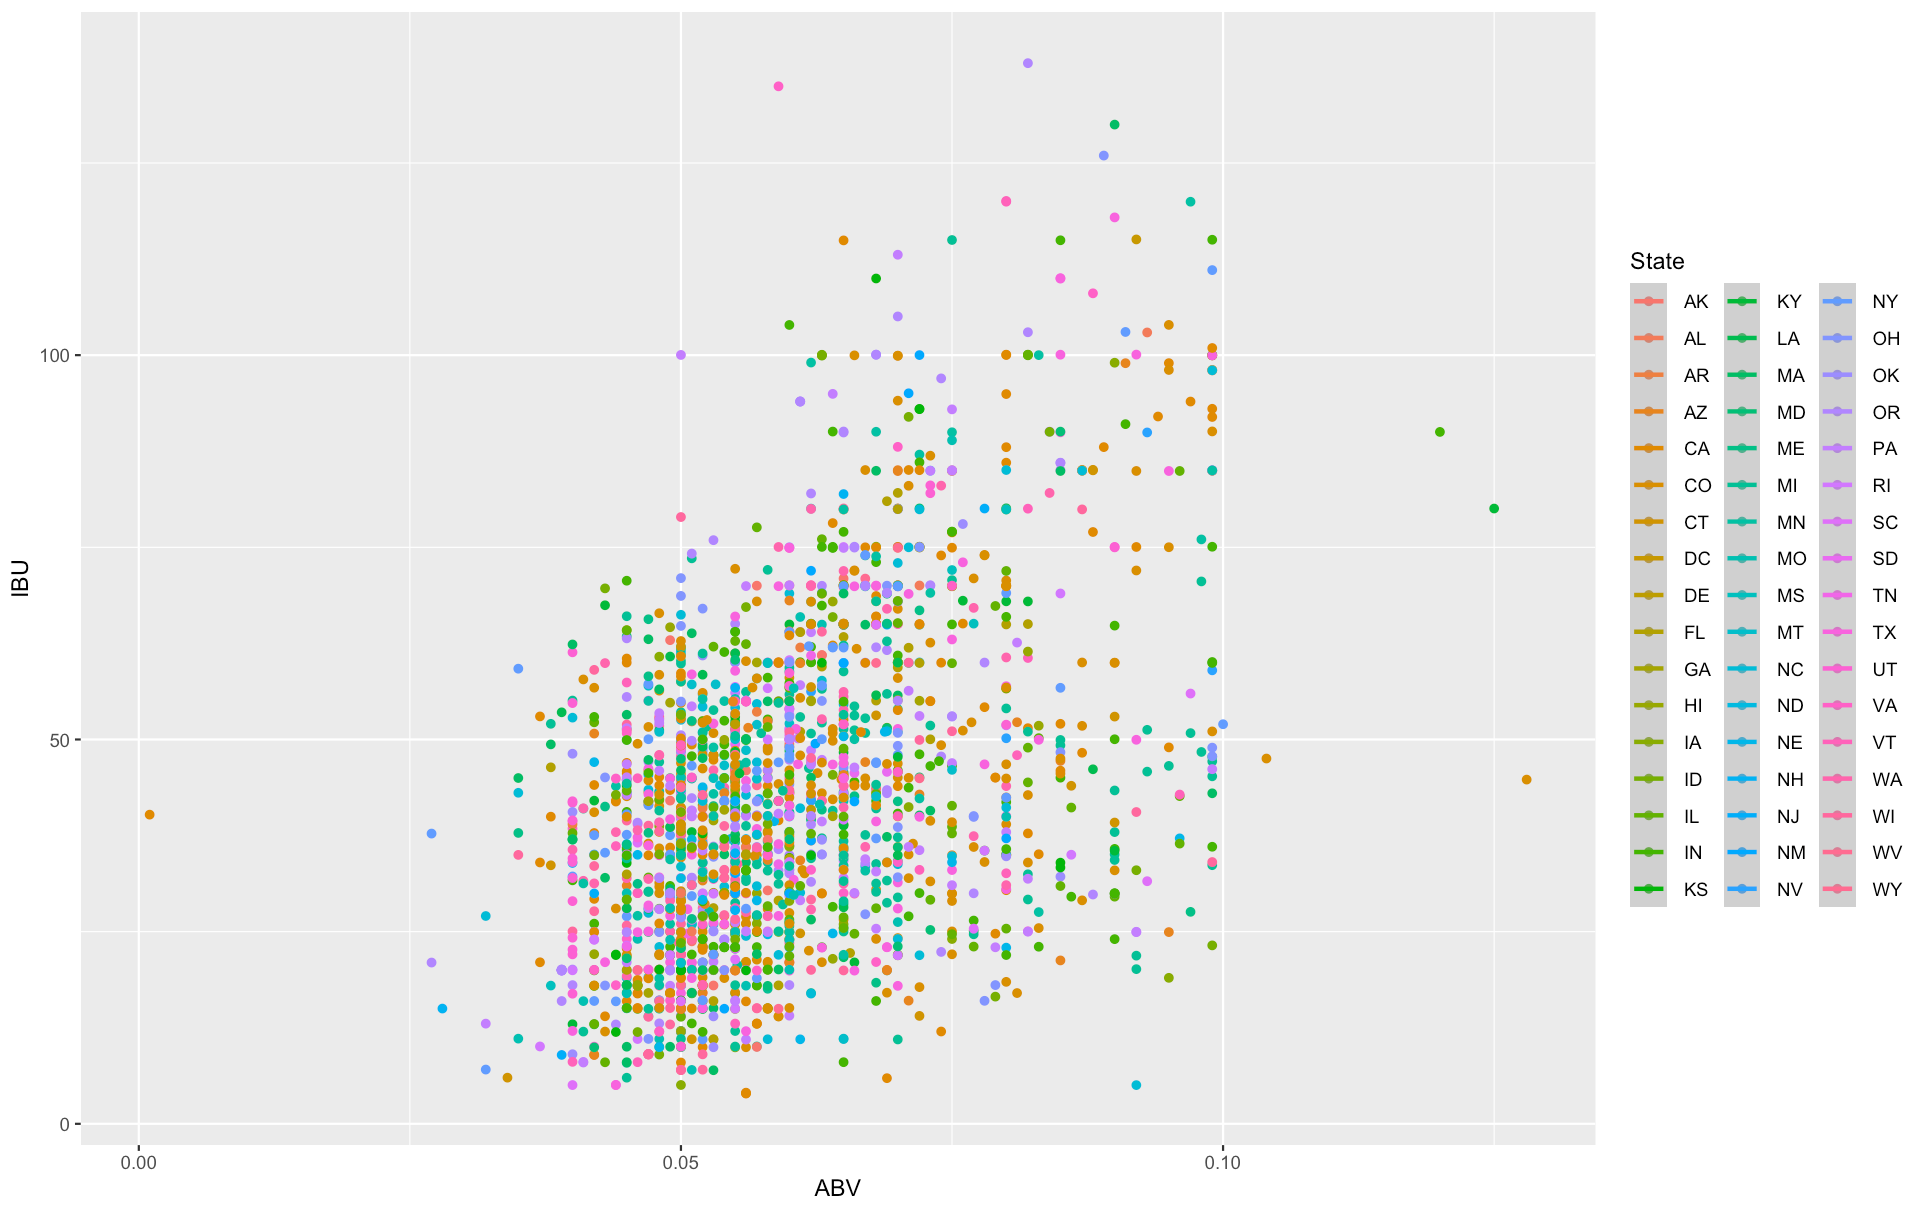 IBU
100
50
0
0.00
0.05
0.10
ABV
State
AK
AL
AR
AZ
CA
CO
CT
DC
DE
FL
GA
HI
IA
ID
IL
IN
KS
KY
LA
MA
MD
ME
MI
MN
MO
MS
MT
NC
ND
NE
NH
NJ
NM
NV
NY
OH
OK
OR
PA
RI
SC
SD
TN
TX
UT
VA
VT
WA
WI
WV
WY